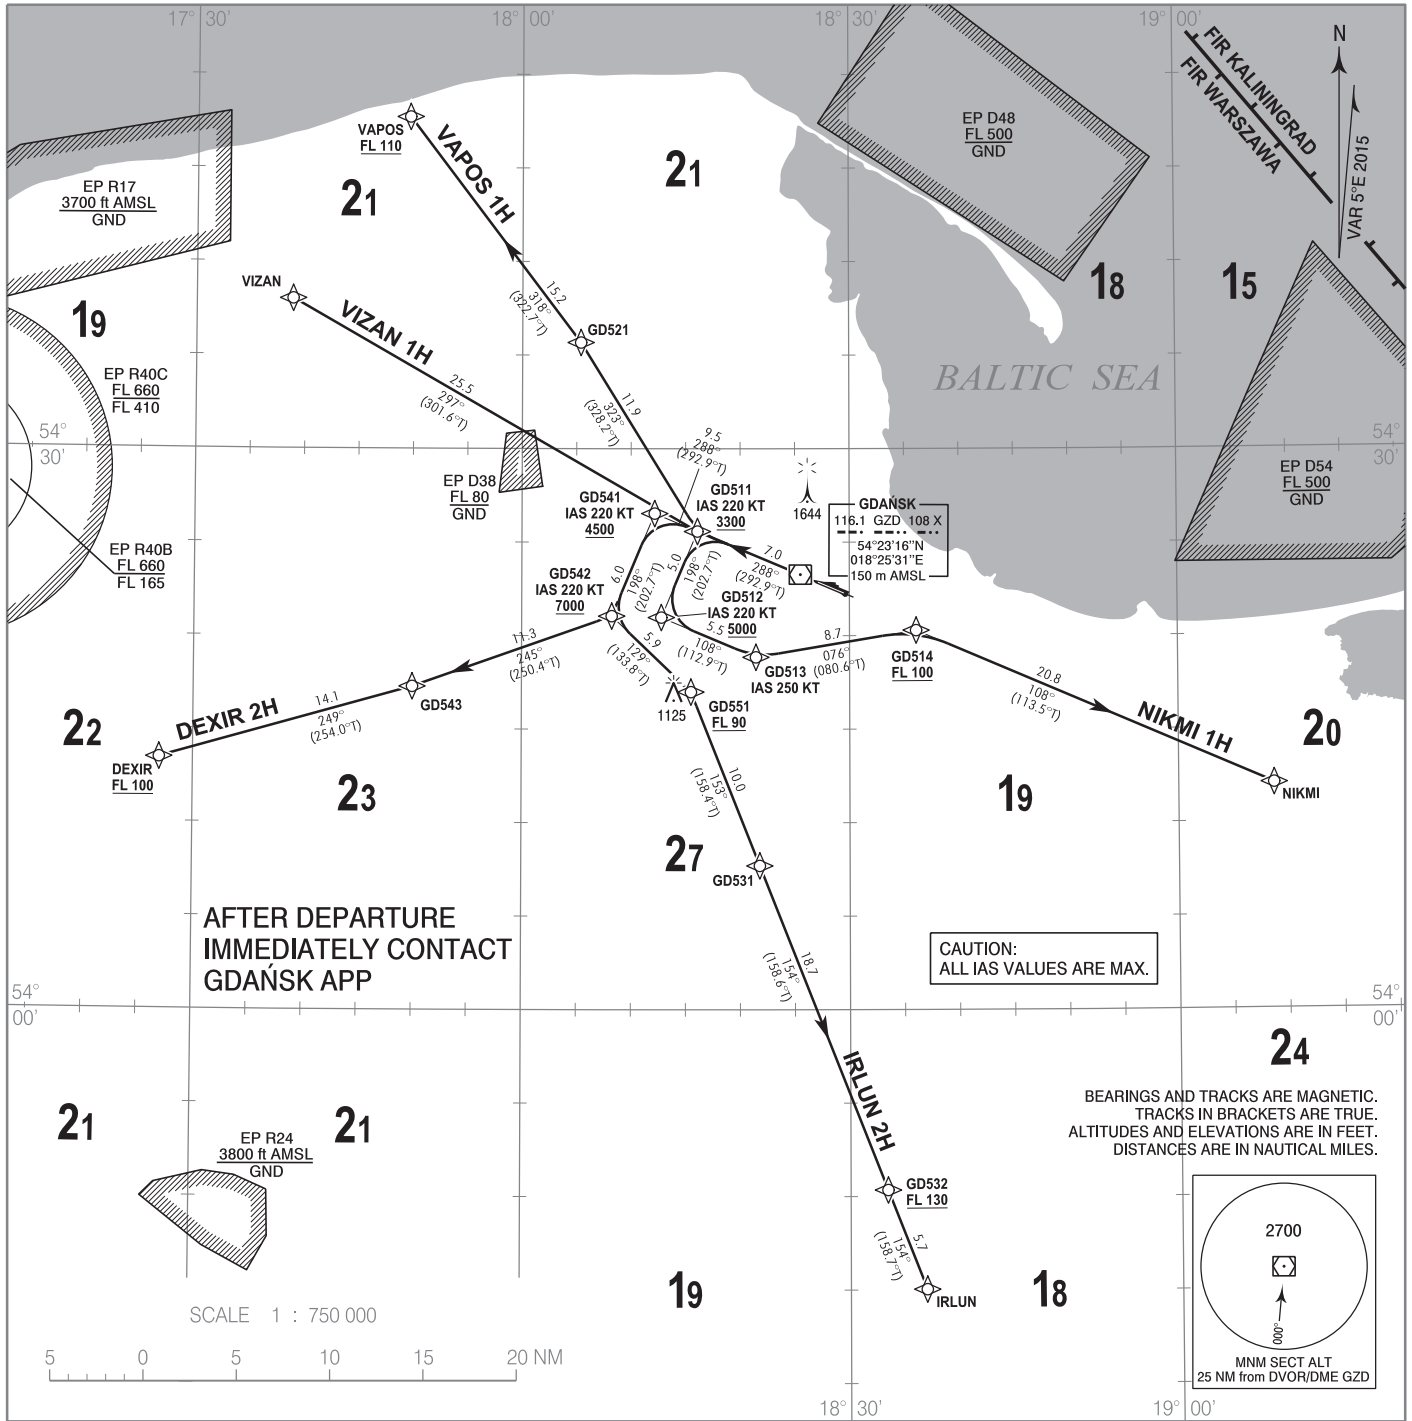 17° 30'
18° 00'
18° 30'
19° 00'
FIR KALININGRAD
FIR WARSZAWA
N
VAR 5°E 2015
VAPOS
FL 110
VAPOS 1H
EP D48
FL 500
GND
EP R17
3700 ft AMSL
GND
21
21
18
15
VIZAN
VIZAN 1H
15.2
318°
(322.7°T)
GD521
19
EP R40C
FL 660
FL 410
25.5
297°
(301.6°T)
11.9
323°
(328.2°T)
BALTIC SEA
54°
30'
54°
30'
9.5
288°
(292.9°T)
EP D38
FL 80
GND
GD541
IAS 220 KT
4500
GD511
IAS 220 KT
3300
1644
GDAŃSK
116.1 GZD 108 X
54°23'16"N
018°25'31"E
150 m AMSL
EP D54
FL 500
GND
EP R40B
FL 660
FL 165
7.0
288°
(292.9°T)
GD542
IAS 220 KT
7000
6.0
198°
(202.7°T)
5.0
198°
(202.7°T)
GD512
IAS 220 KT
5000
11.3
245°
(250.4°T)
5.9
129°
(133.8°T)
5.5
108°
(112.9°T)
8.7
076°
(080.6°T)
GD513
IAS 250 KT
GD514
FL 100
20.8
108°
(113.5°T)
NIKMI 1H
NIKMI
20
14.1
249°
(254.0°T)
DEXIR 2H
GD543
1125
GD551
FL 90
22
DEXIR
FL 100
23
10.0
153°
(158.4°T)
19
27
GD531
AFTER DEPARTURE
IMMEDIATELY CONTACT
GDAŃSK APP
CAUTION:
ALL IAS VALUES ARE MAX.
18.7
154°
(158.6°T)
54°
00'
54°
00'
IRLUN 2H
24
BEARINGS AND TRACKS ARE MAGNETIC.
TRACKS IN BRACKETS ARE TRUE.
ALTITUDES AND ELEVATIONS ARE IN FEET.
DISTANCES ARE IN NAUTICAL MILES.
21
21
EP R24
3800 ft AMSL
GND
GD532
FL 130
5.7
154°
(158.7°T)
IRLUN
19
18
2700
000°
MNM SECT ALT
25 NM from DVOR/DME GZD
SCALE 1 : 750 000
5 0 5 10 15 20 NM
18° 30'
19° 00'